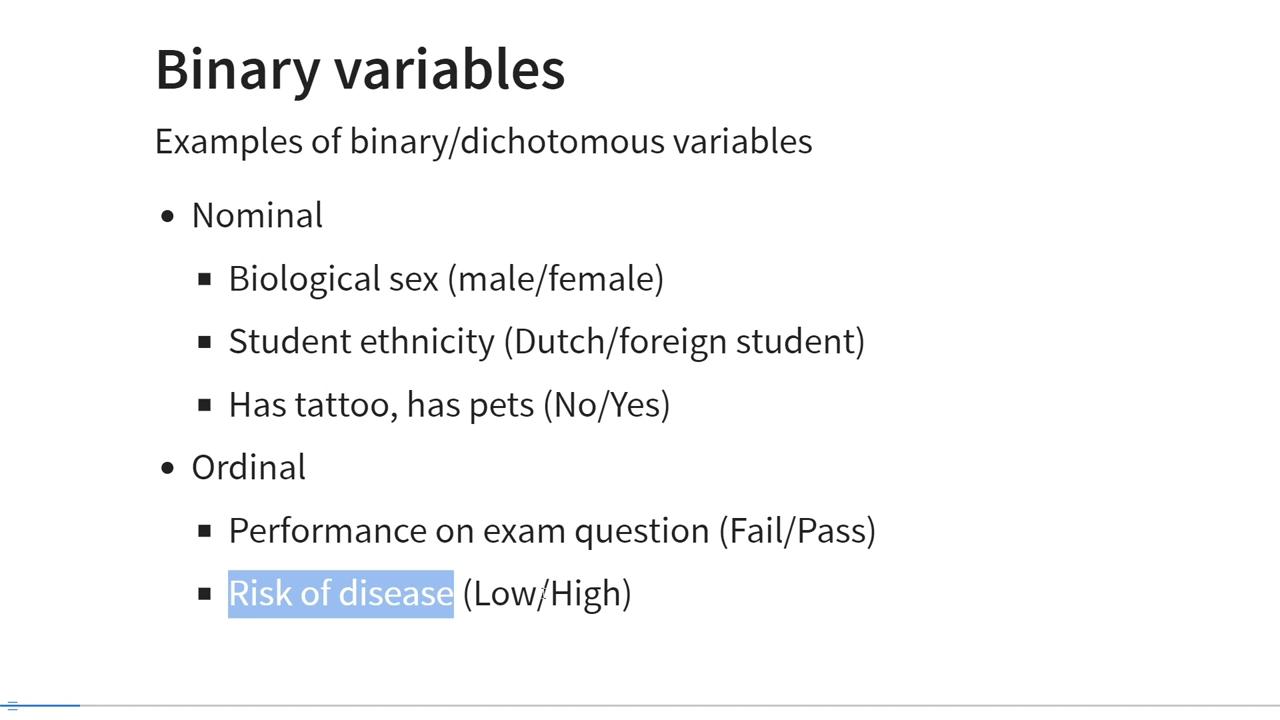 Binary variables
Examples of binary/dichotomous variables
• Nominal
▪ Biological sex (male/female)
▪ Student ethnicity (Dutch/foreign student)
▪ Has tattoo, has pets (No/Yes)
• Ordinal
▪ Performance on exam question (Fail/Pass)
▪ Risk of disease (Low/High)